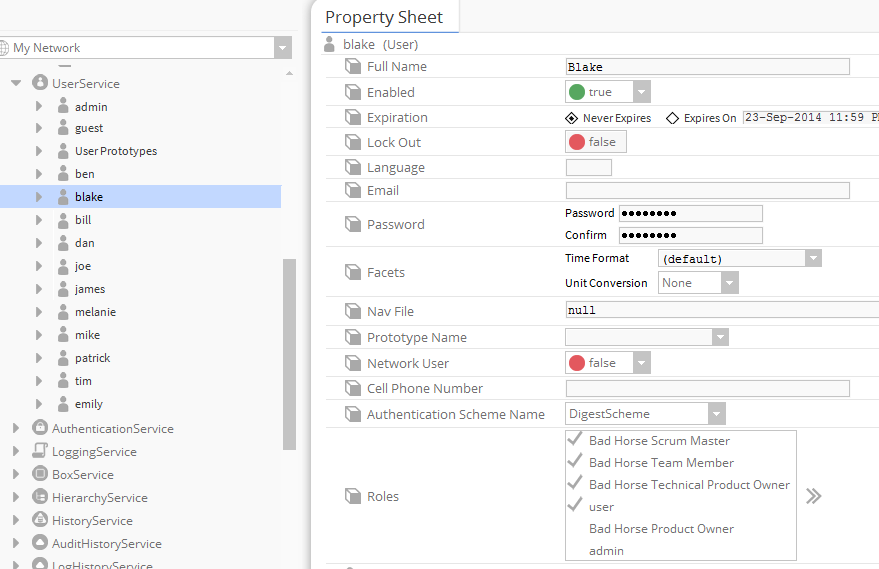 My Network
UserService
admin
guest
UserPrototypes
ben
blake
bill
dan
joe
james
melanie
mike
patrick
tim
emily
AuthenticationService
LoggingService
BoxService
HierarchyService
HistoryService
AuditHistoryService
LogHistoryService
Property Sheet
blake (User)
Full Name Blake
Enabled true
Expiration Never Expires Expires On 23-Sep-2014 11:59 P
Lock Out false
Language
Email
Password Password ●●●●●●●●
Confirm ●●●●●●●●
Facets Time Format (default)
Unit Conversion None
Nav File null
Prototype Name
Network User false
Cell Phone Number
Authentication Scheme Name DigestScheme
Roles
Bad Horse Scrum Master
Bad Horse Team Member
Bad Horse Technical Product Owner
user
Bad Horse Product Owner
admin